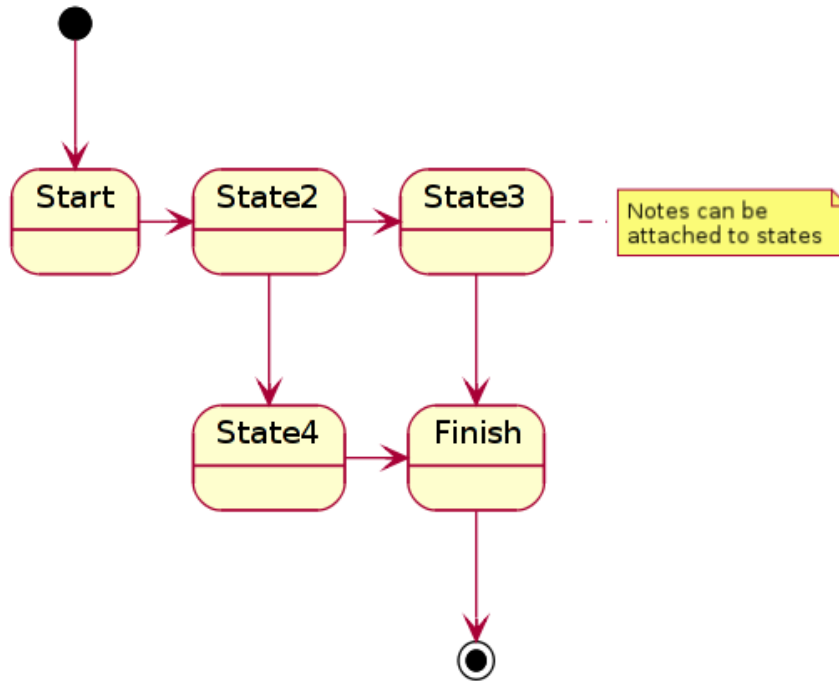 Start
State2
State3
Notes can be
attached to states
State4
Finish